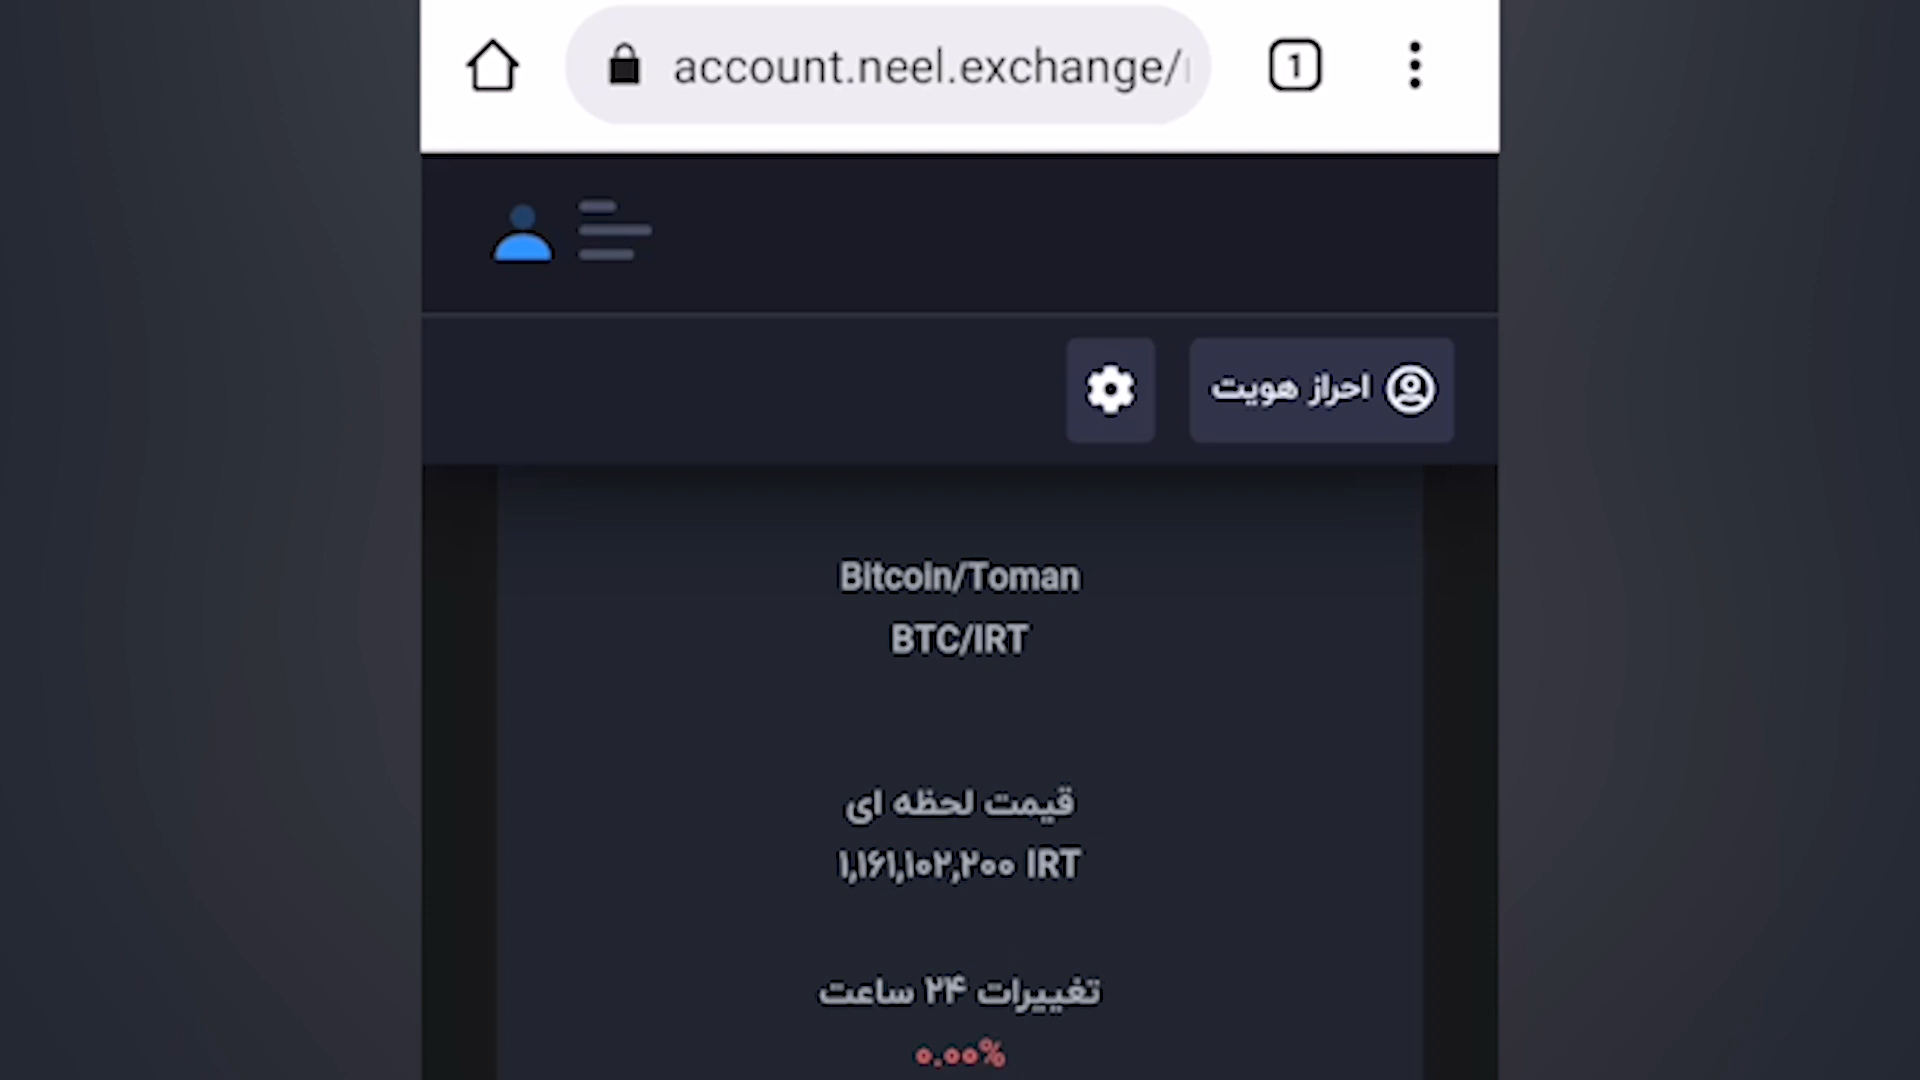 account.neel.exchange/
1
احراز هویت
Bitcoin/Toman
BTC/IRT
قیمت لحظه ای
۱,۱۶۱,۱۰۲,۲۰۰ IRT
تغییرات ۲۴ ساعت
۰.۰۰%